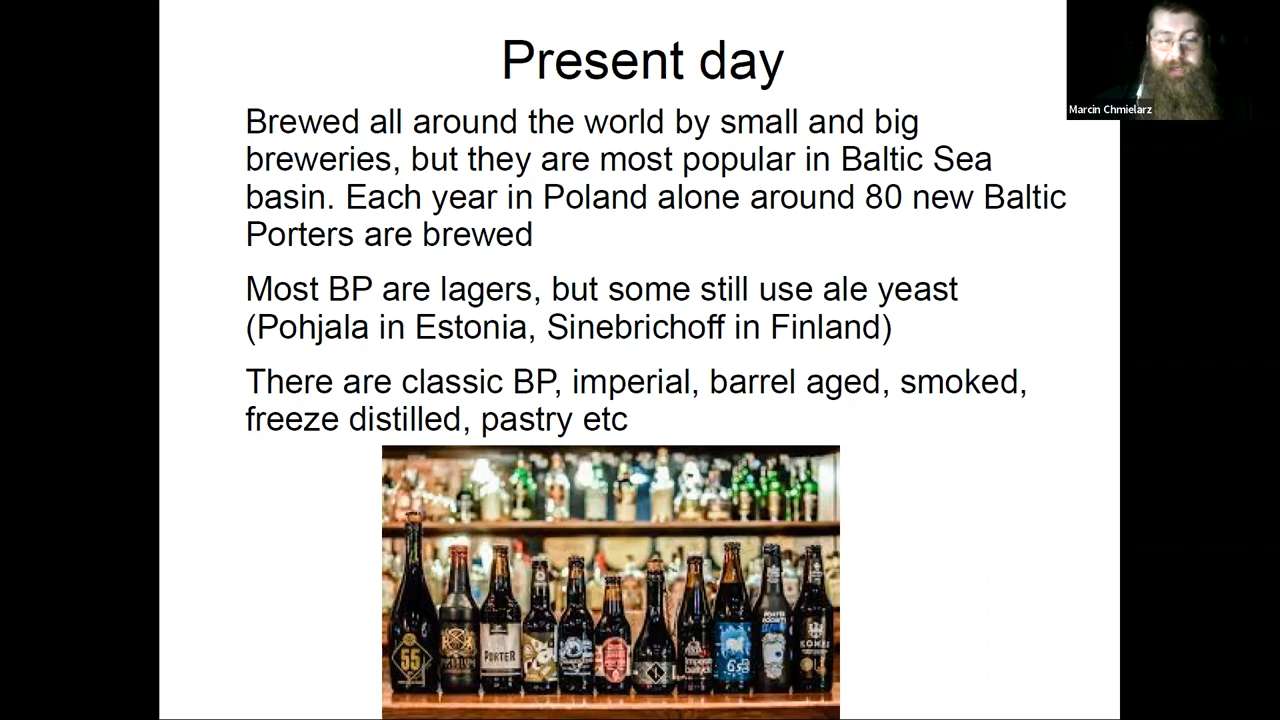 Present day
Marcin Chmielarz
Brewed all around the world by small and big
breweries, but they are most popular in Baltic Sea
basin. Each year in Poland alone around 80 new Baltic
Porters are brewed
Most BP are lagers, but some still use ale yeast
(Pohjala in Estonia, Sinebrichoff in Finland)
There are classic BP, imperial, barrel aged, smoked,
freeze distilled, pastry etc
55
PORTER